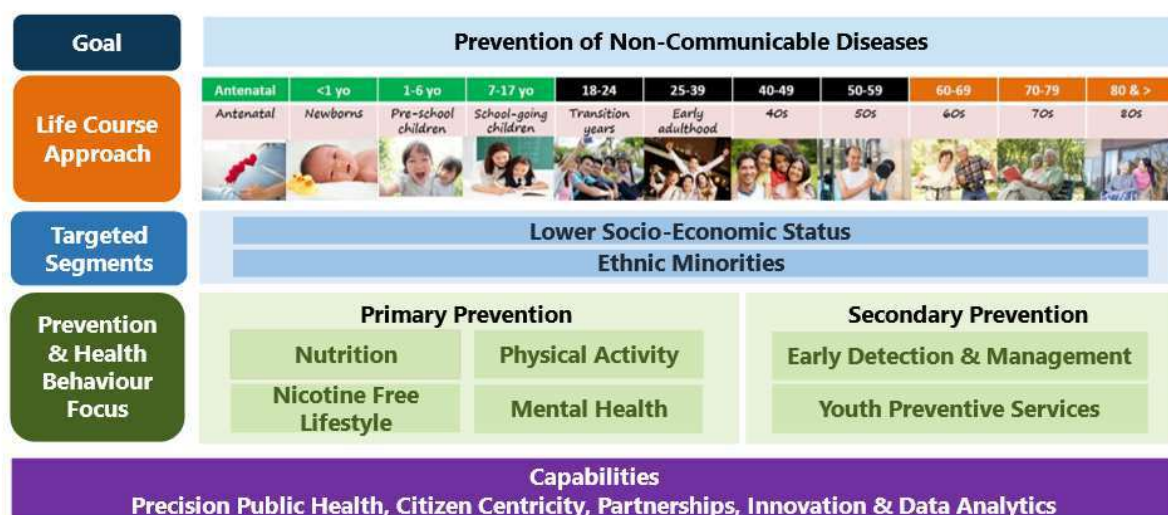 Goal
Prevention of Non-Communicable Diseases
Life Course
Approach
Antenatal <1 yo 1-6 yo 7-17 yo 18-24 25-39 40-49 50-59 60-69 70-79 80 & >
Antenatal Newborns Pre-school School-going Transition Early 40s 50s 60s 70s 80s
children children years adulthood
Targeted
Segments
Lower Socio-Economic Status
Ethnic Minorities
Prevention
& Health
Behaviour
Focus
Primary Prevention
Nutrition
Physical Activity
Nicotine Free
Lifestyle
Mental Health
Secondary Prevention
Early Detection & Management
Youth Preventive Services
Capabilities
Precision Public Health, Citizen Centricity, Partnerships, Innovation & Data Analytics